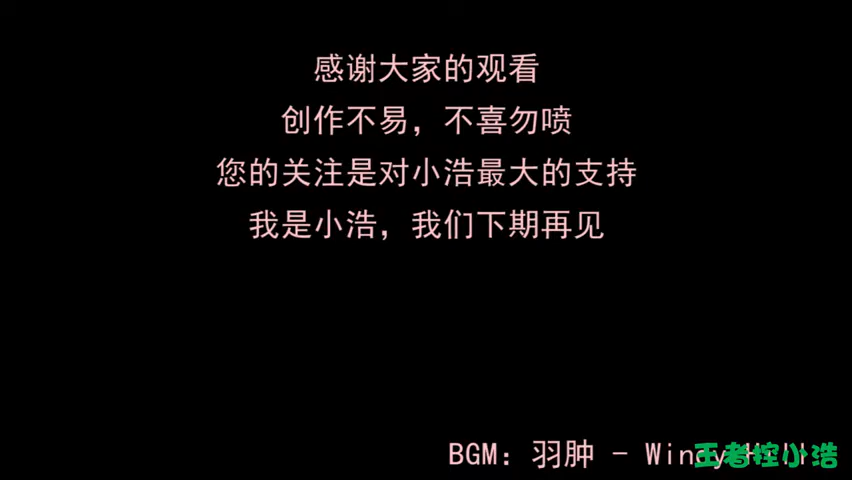 感谢大家的观看
创作不易，不喜勿喷
您的关注是对小浩最大的支持
我是小浩，我们下期再见
BGM：羽肿 - Windy Hill
王者控小浩